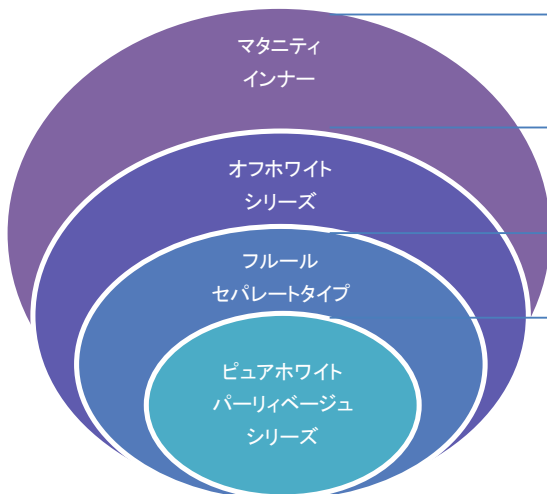 マタニティ
インナー
オフホワイト
シリーズ
フルール
セパレートタイプ
ピュアホワイト
パーリィベージュ
シリーズ